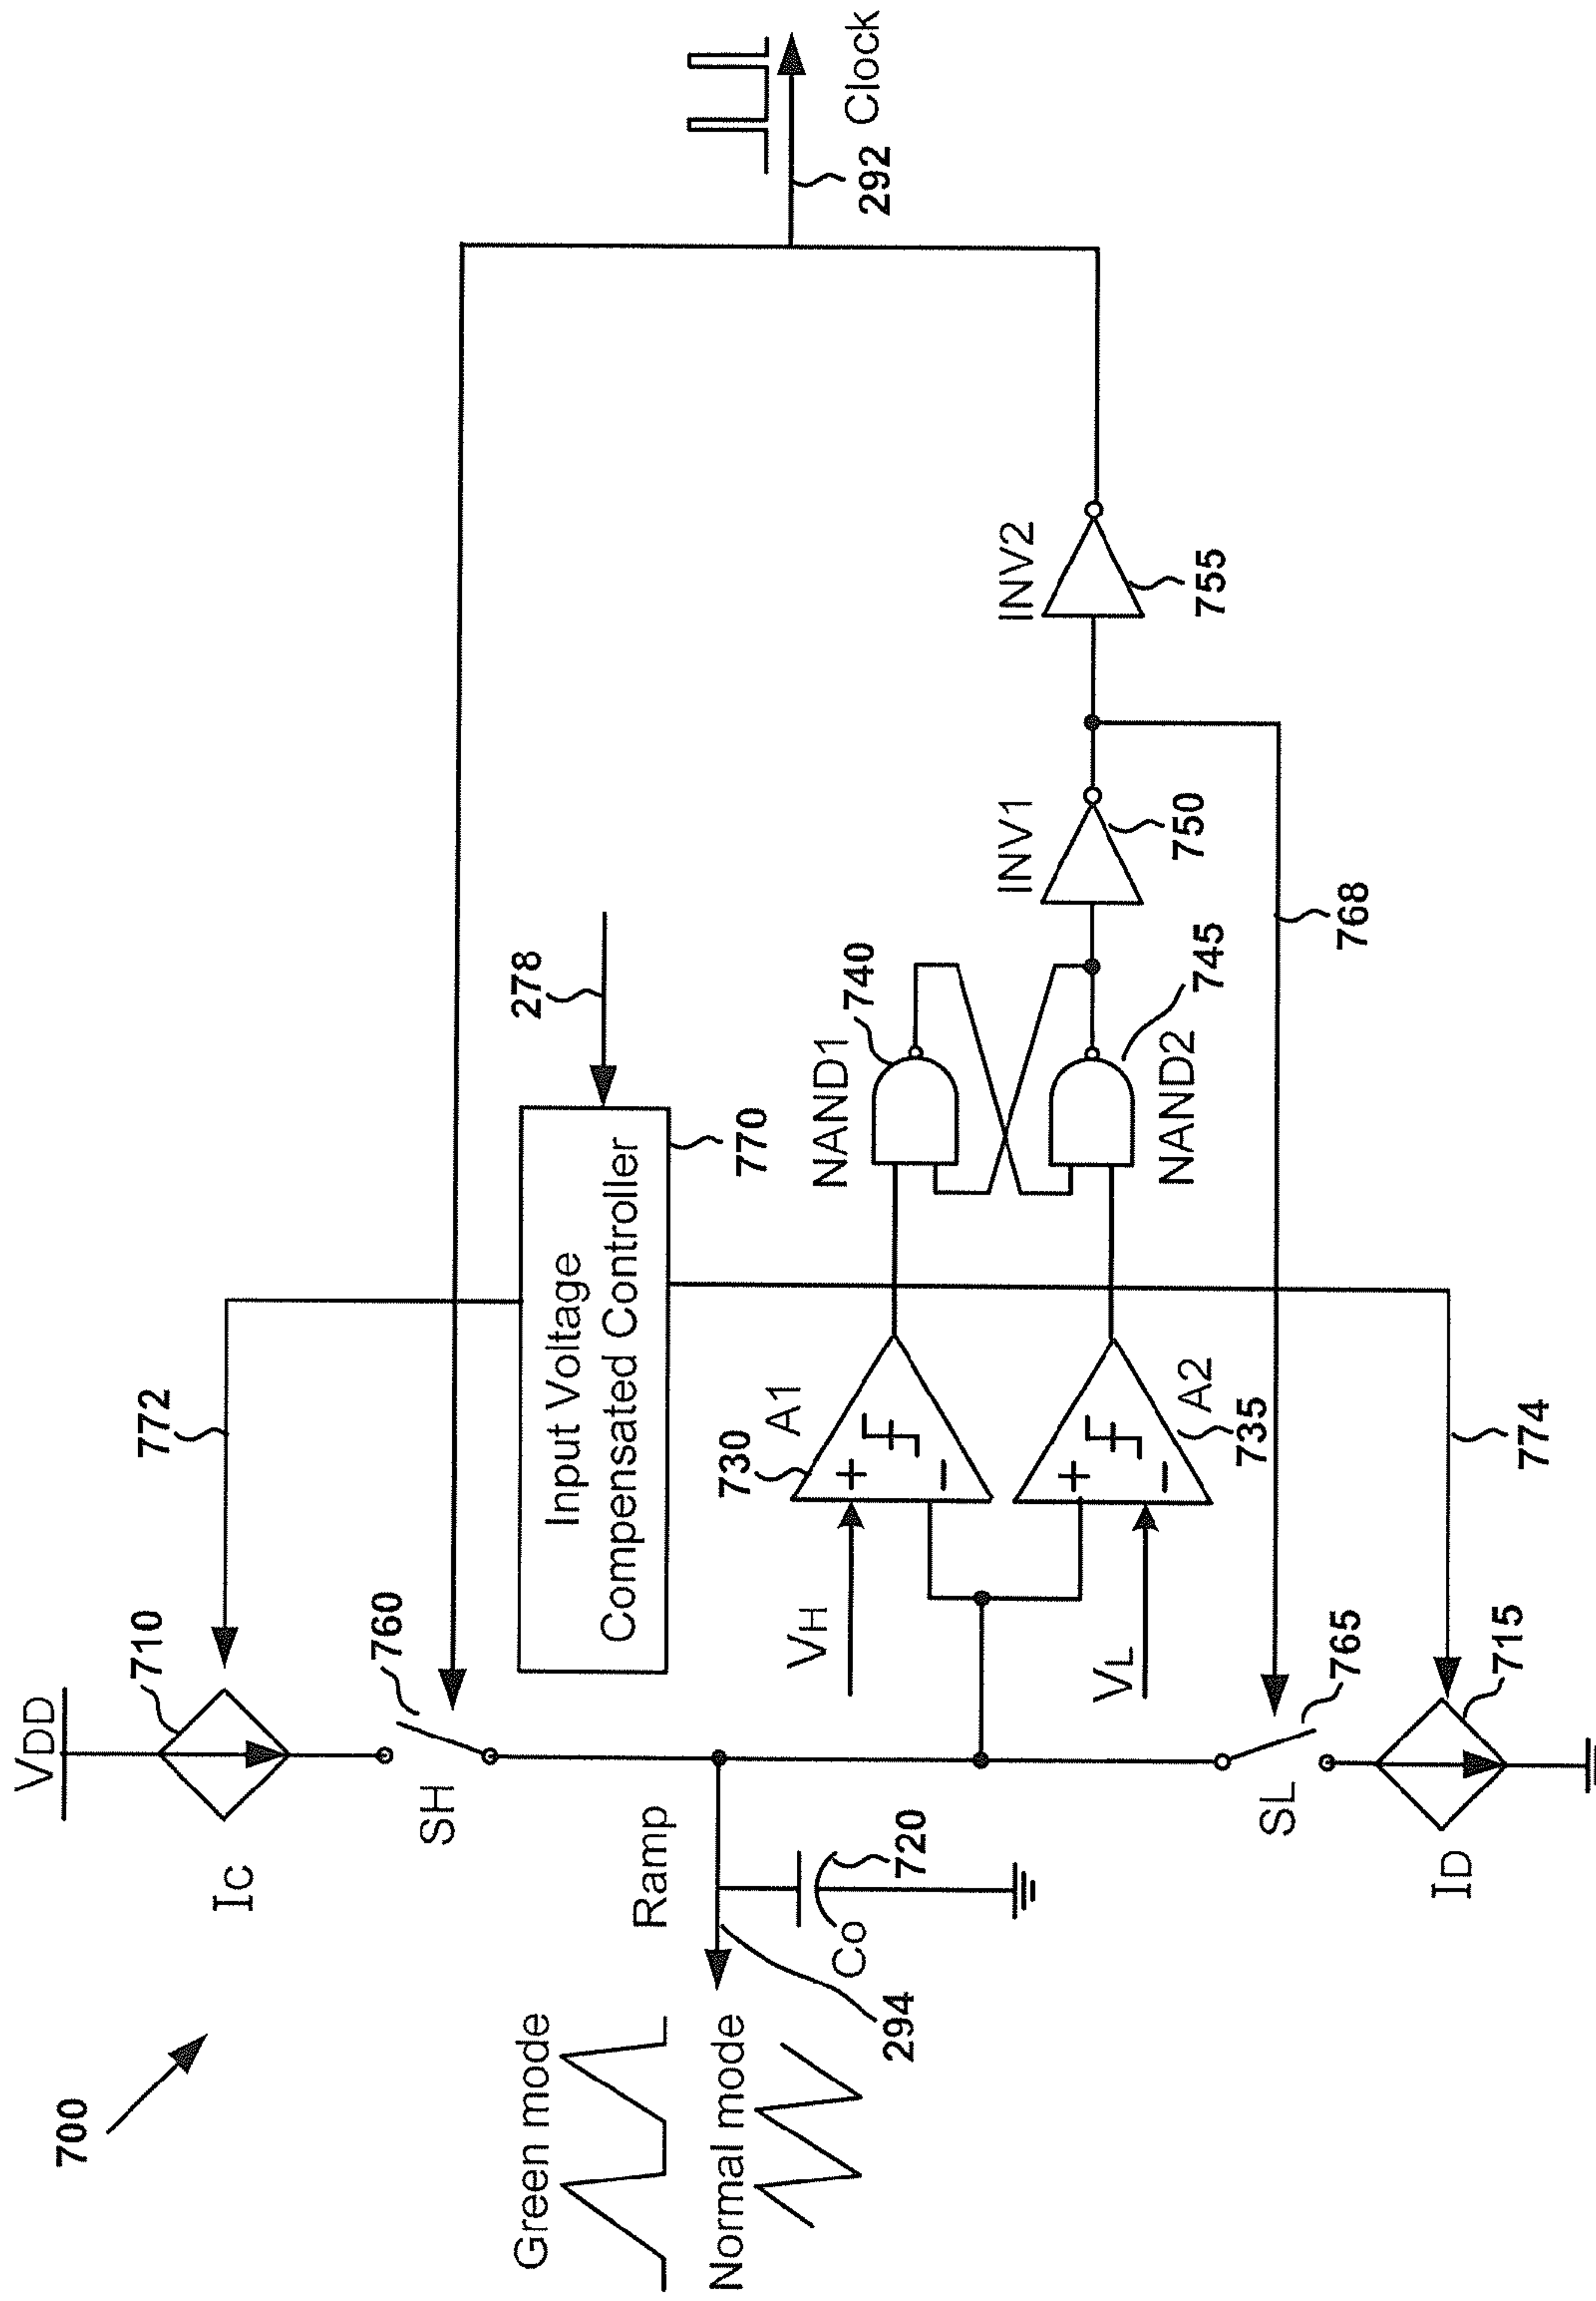 700
VDD
710
IC
772
SH
760
Input Voltage
Compensated Controller
770
278
Green mode
Normal mode
Ramp
294
Co
720
VH
VL
730
A1
A2
735
NAND1
740
NAND2
745
INV1
750
INV2
755
768
292
Clock
SL
765
ID
715
774